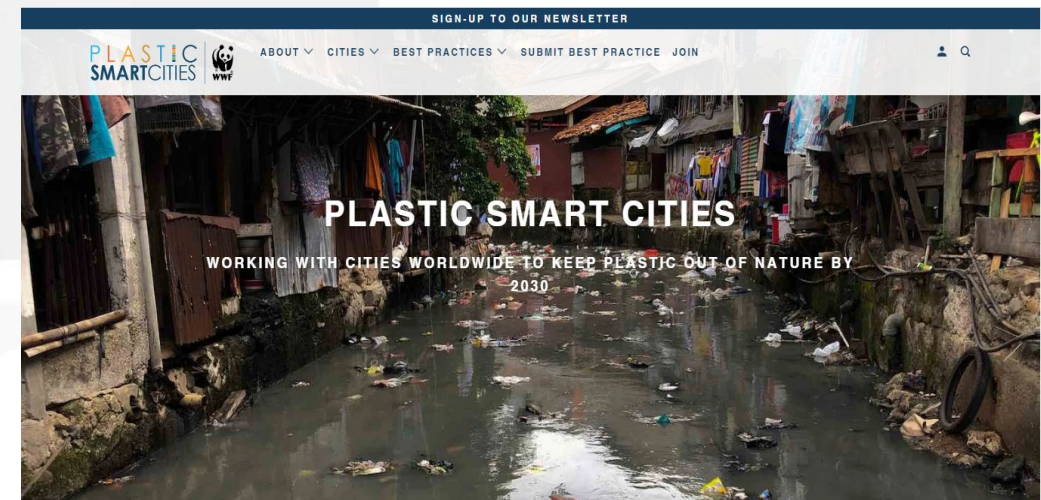 SIGN-UP TO OUR NEWSLETTER
PLASTIC
SMARTCITIES
WWF
ABOUT CITIES BEST PRACTICES SUBMIT BEST PRACTICE JOIN
PLASTIC SMART CITIES
WORKING WITH CITIES WORLDWIDE TO KEEP PLASTIC OUT OF NATURE BY
2030